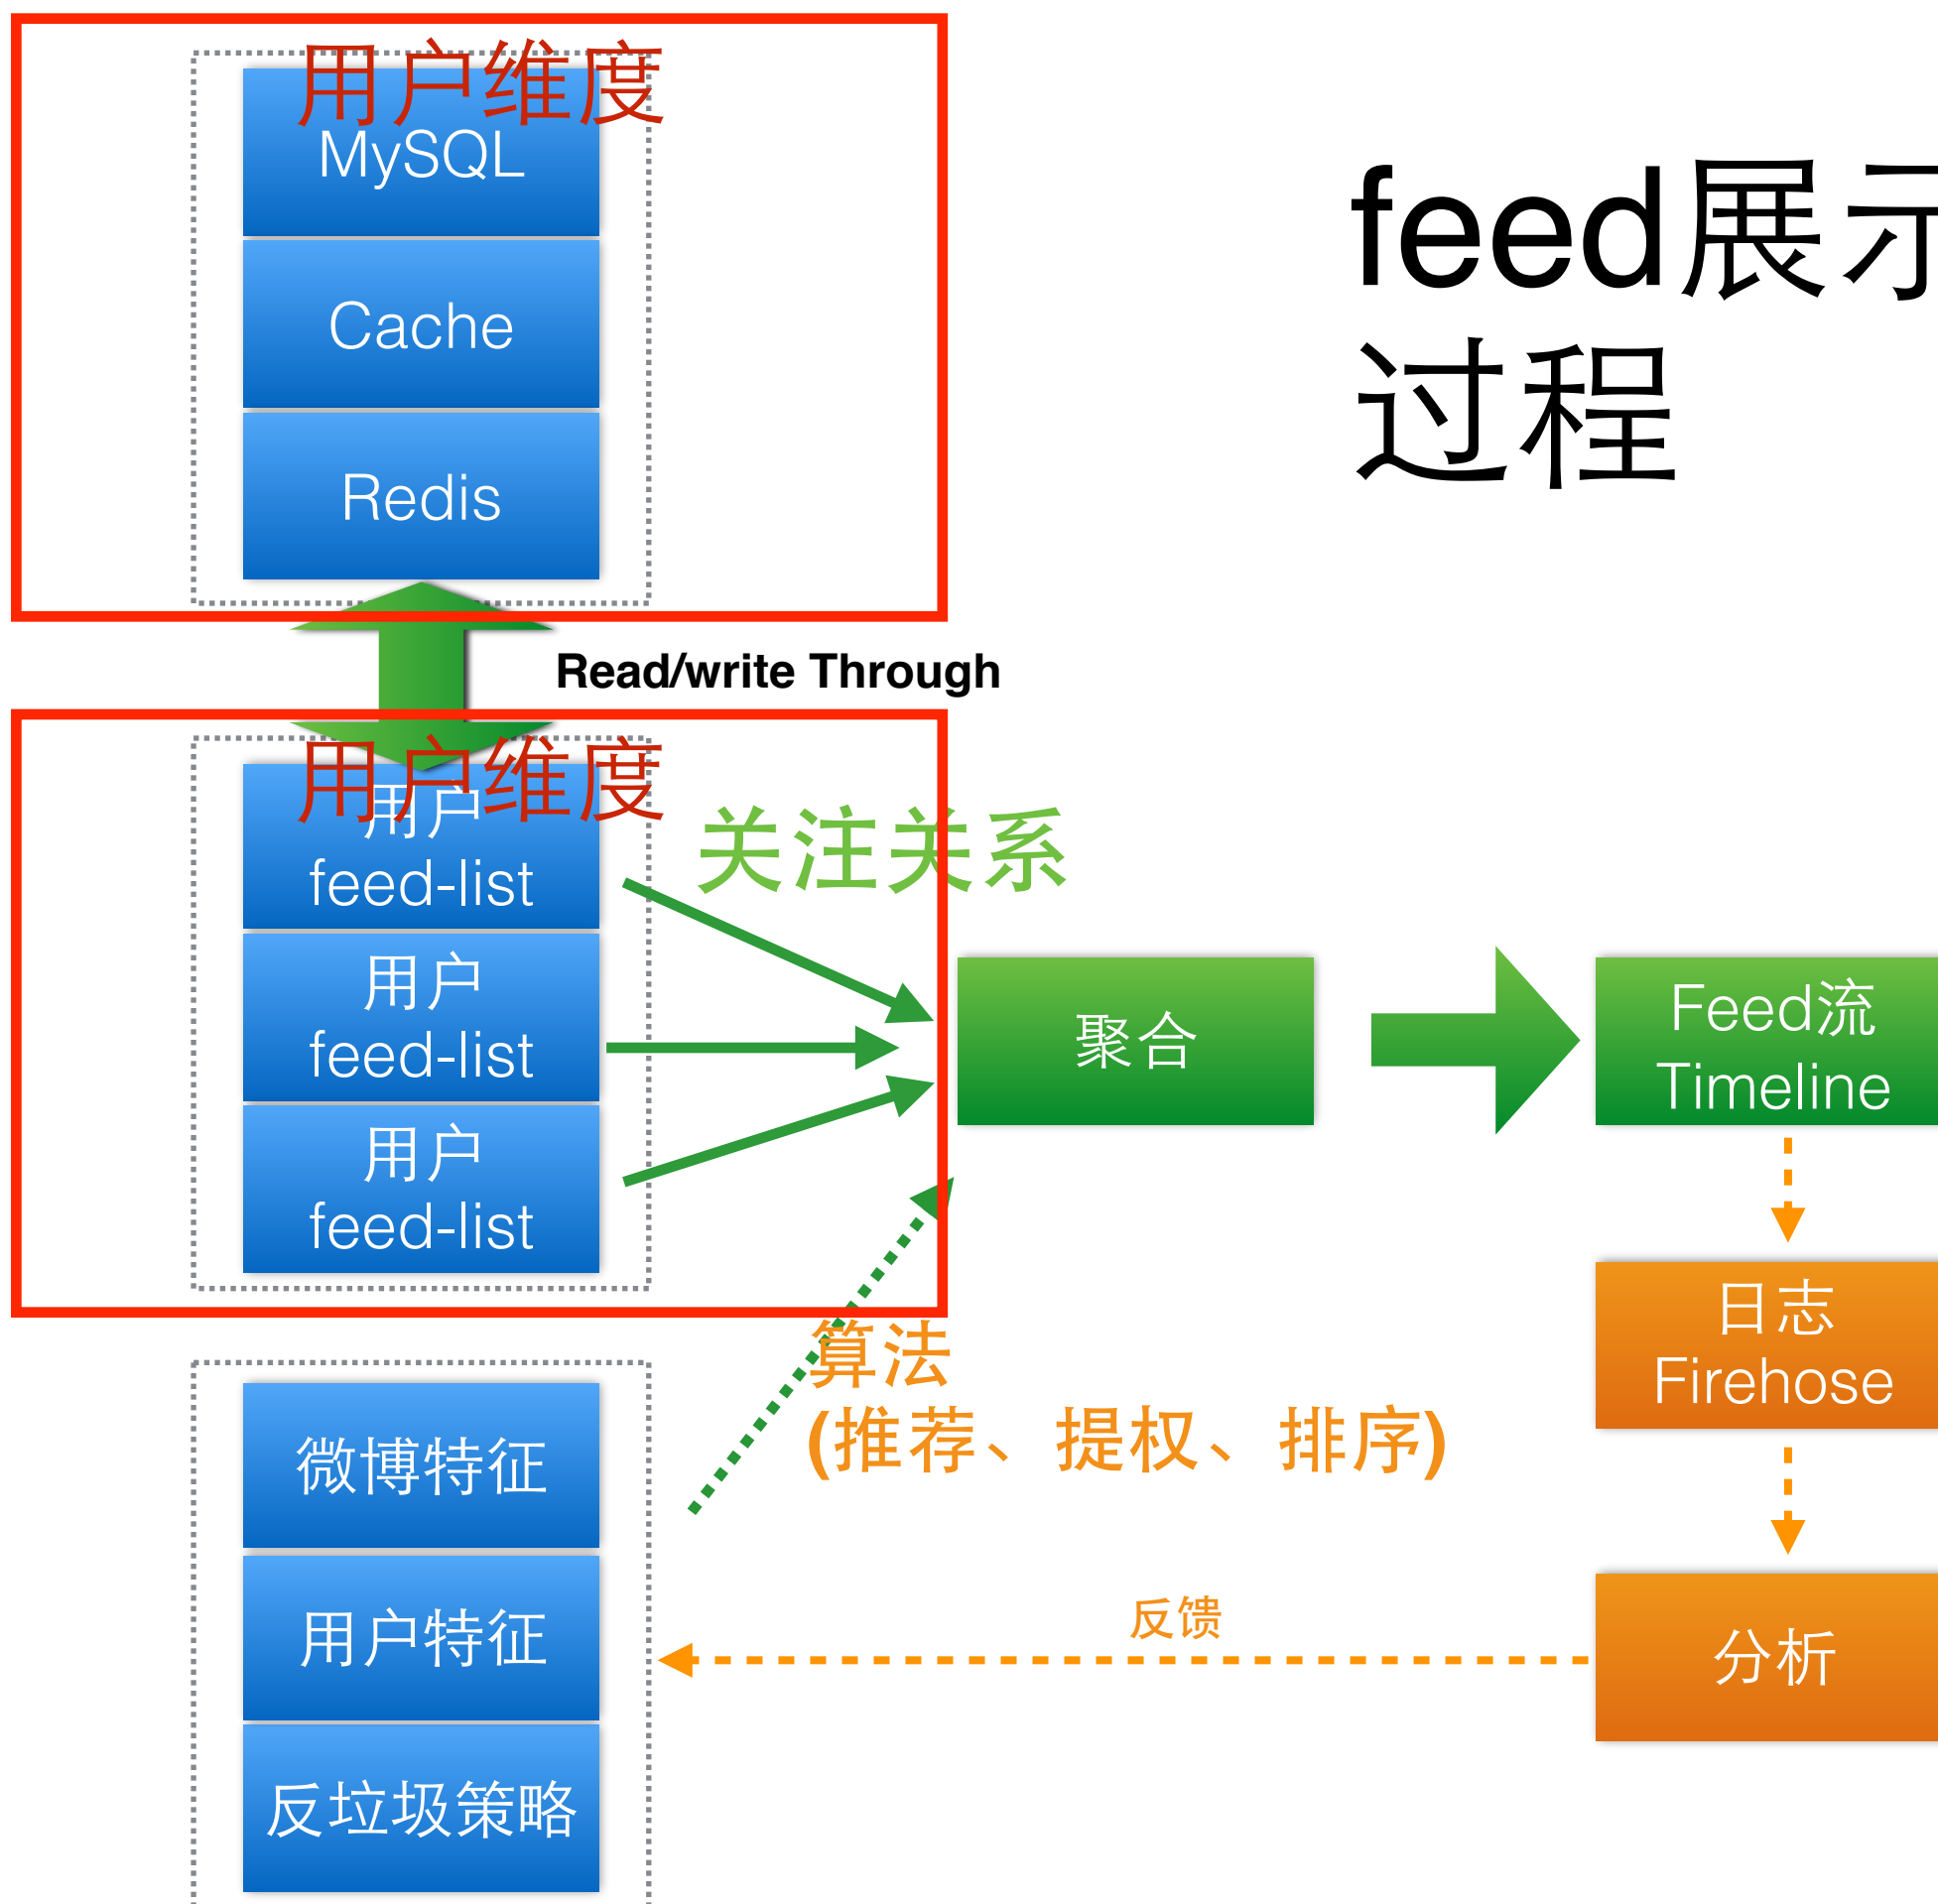 用户维度
MySQL
Cache
Redis
feed展示
过程
Read/write Through
用户维度
用户
feed-list
用户
feed-list
用户
feed-list
关注关系
聚合
Feed流
Timeline
算法
(推荐、提权、排序)
日志
Firehose
微博特征
用户特征
反垃圾策略
反馈
分析